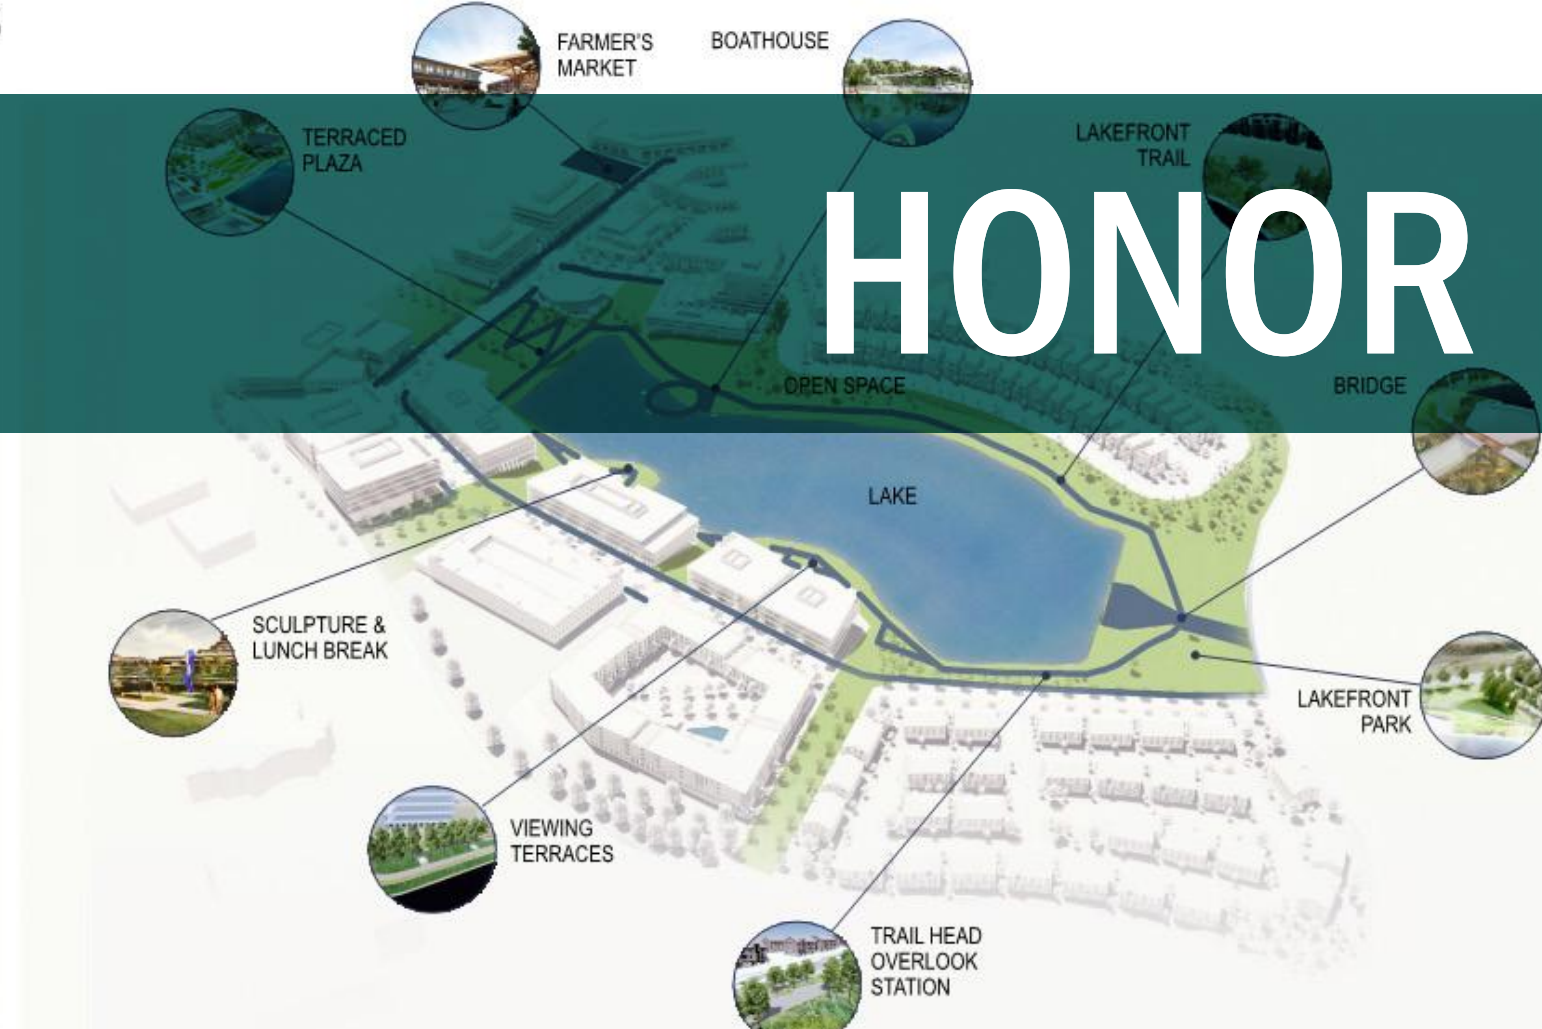 FARMER'S
MARKET
BOATHOUSE
TERRACED
PLAZA
LAKEFRONT
TRAIL
HONOR
OPEN SPACE
BRIDGE
LAKE
SCULPTURE &
LUNCH BREAK
LAKEFRONT
PARK
VIEWING
TERRACES
TRAIL HEAD
OVERLOOK
STATION